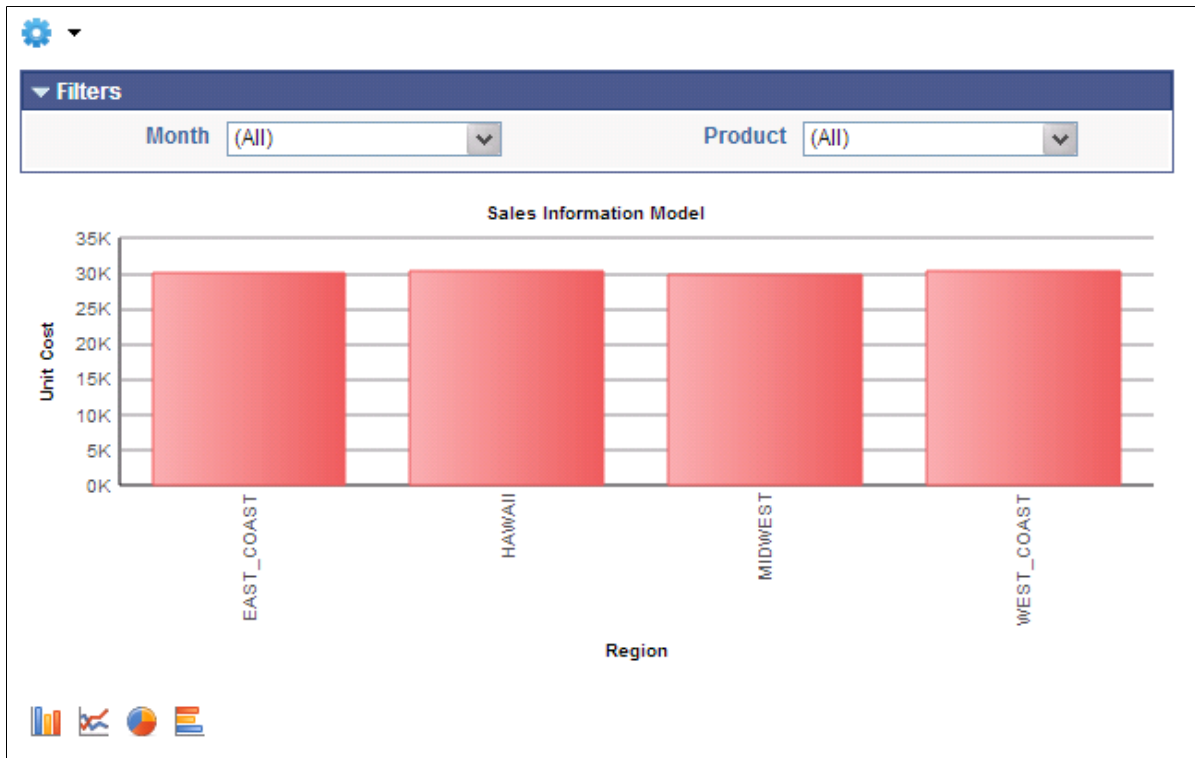 Filters
Month (All) Product (All)
Sales Information Model
35K
30K
25K
20K
15K
10K
5K
0K
Unit Cost
EAST_COAST
HAWAII
MIDWEST
WEST_COAST
Region